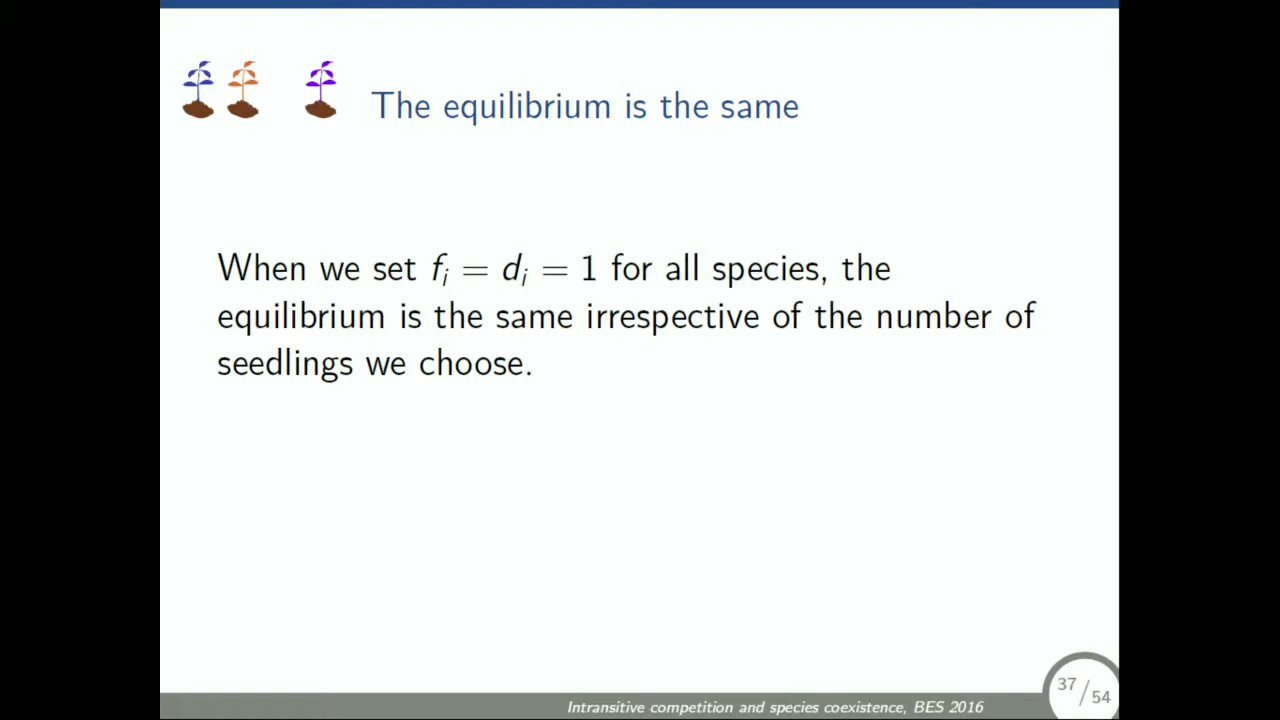 The equilibrium is the same
When we set fᵢ = dᵢ = 1 for all species, the
equilibrium is the same irrespective of the number of
seedlings we choose.
37/54
Intransitive competition and species coexistence, BES 2016